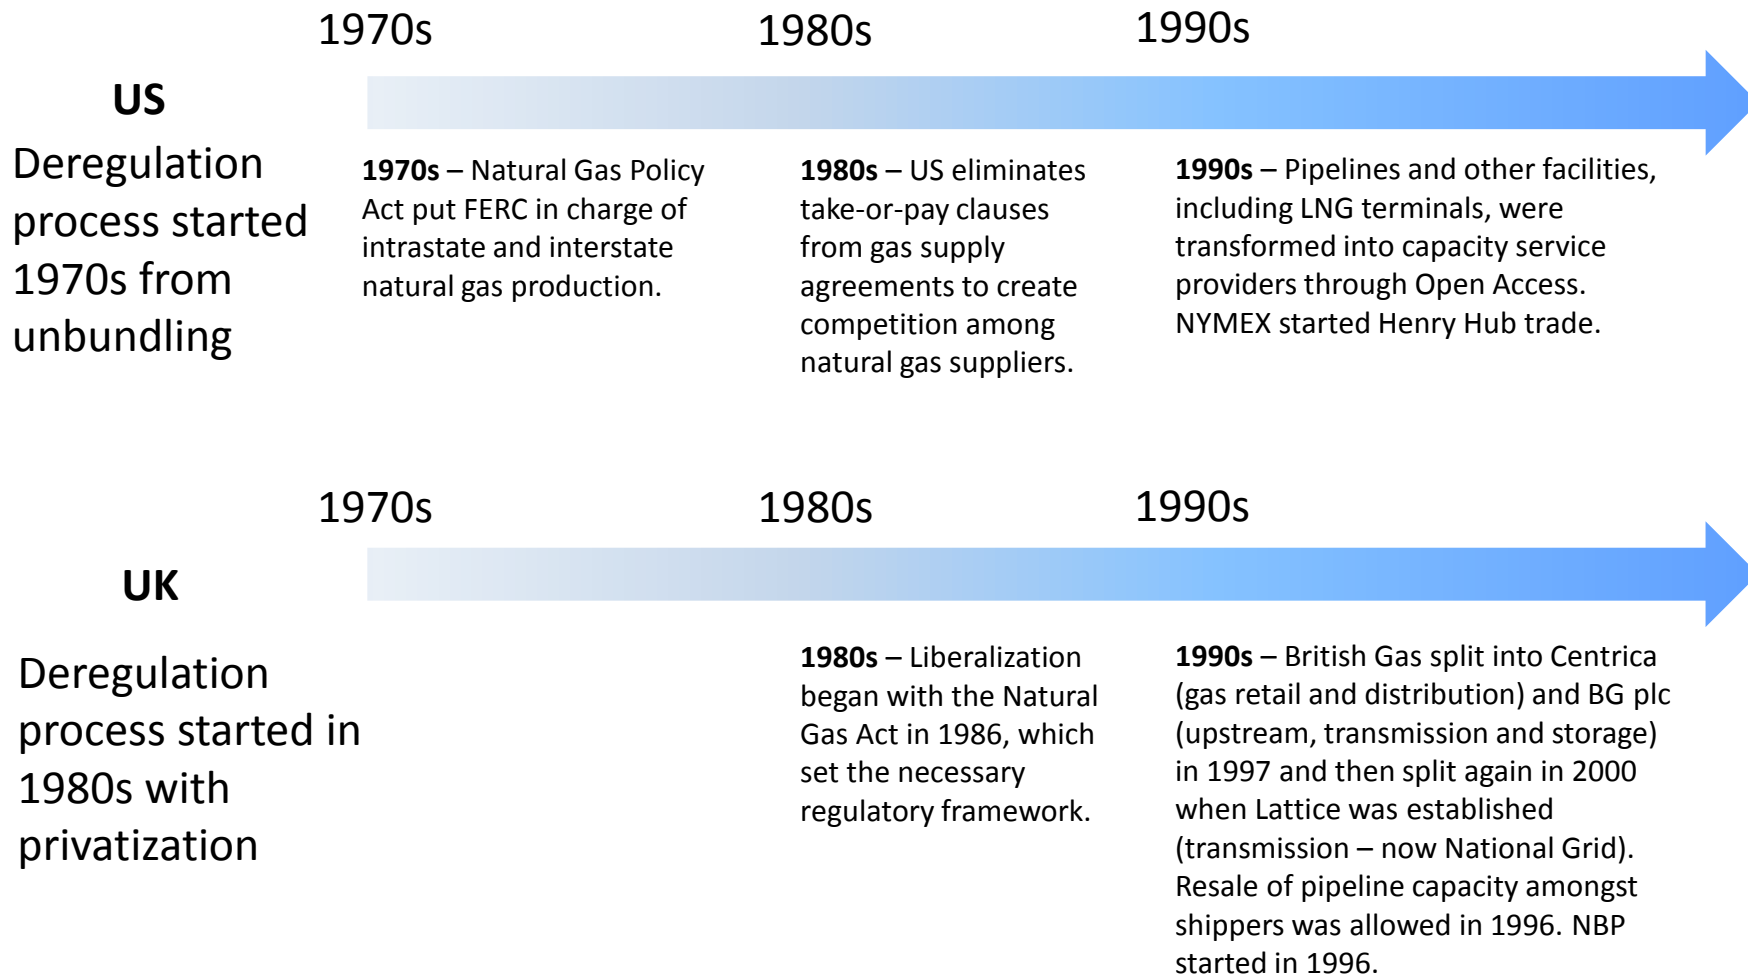 1970s
1980s
1990s
US
Deregulation
process started
1970s from
unbundling
1970s – Natural Gas Policy
Act put FERC in charge of
intrastate and interstate
natural gas production.
1980s – US eliminates
take-or-pay clauses
from gas supply
agreements to create
competition among
natural gas suppliers.
1990s – Pipelines and other facilities,
including LNG terminals, were
transformed into capacity service
providers through Open Access.
NYMEX started Henry Hub trade.
1970s
1980s
1990s
UK
Deregulation
process started in
1980s with
privatization
1980s – Liberalization
began with the Natural
Gas Act in 1986, which
set the necessary
regulatory framework.
1990s – British Gas split into Centrica
(gas retail and distribution) and BG plc
(upstream, transmission and storage)
in 1997 and then split again in 2000
when Lattice was established
(transmission – now National Grid).
Resale of pipeline capacity amongst
shippers was allowed in 1996. NBP
started in 1996.